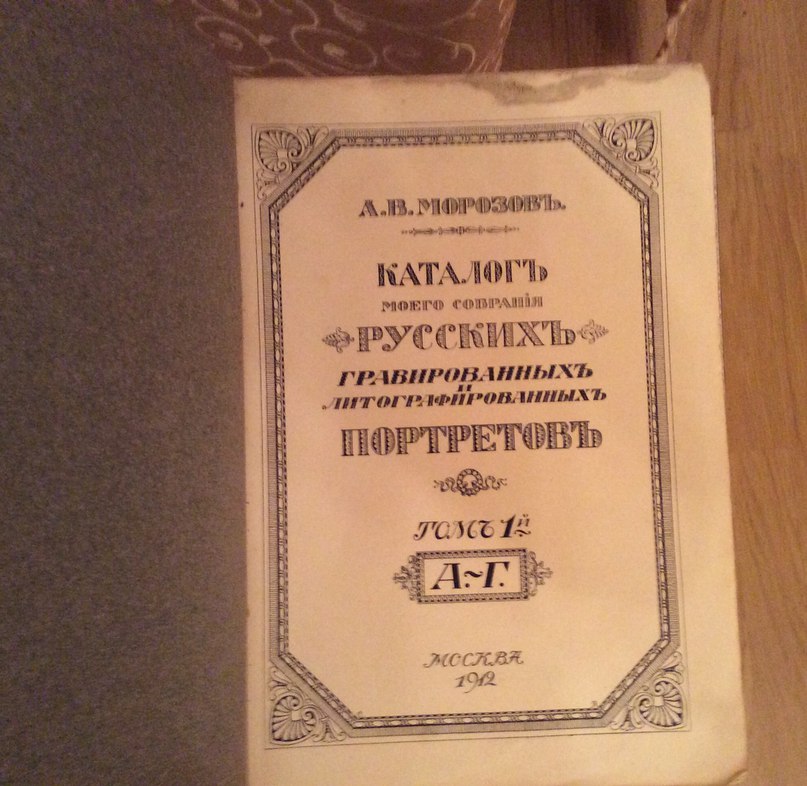 А.В. МОРОЗОВЪ.
КАТАЛОГЪ
МОЕГО СОБРАНІЯ
РУССКИХЪ
ГРАВИРОВАННЫХЪ
И
ЛИТОГРАФИРОВАННЫХЪ
ПОРТРЕТОВЪ
ТОМЪ 1й
А.~Г.
МОСКВА
1912